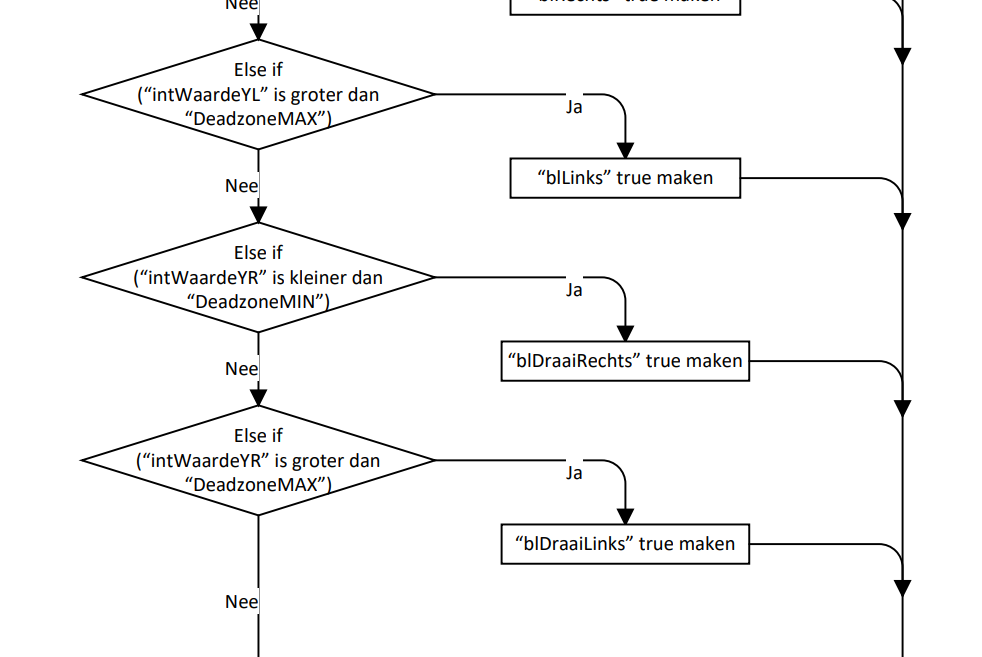 Nee
true maken
Else if
(“intWaardeYL” is groter dan
“DeadzoneMAX”)
Ja
“blLinks” true maken
Nee
Else if
(“intWaardeYR” is kleiner dan
“DeadzoneMIN”)
Ja
“blDraaiRechts” true maken
Nee
Else if
(“intWaardeYR” is groter dan
“DeadzoneMAX”)
Ja
“blDraaiLinks” true maken
Nee